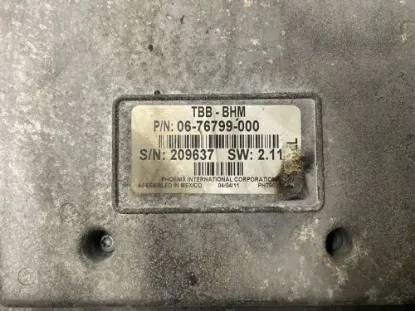 TBB - BHM
P/N: 06-76799-000
S/N: 209637 SW: 2.11
PHOENIX INTERNATIONAL CORPORATION
ASSEMBLED IN MEXICO 04/04/11